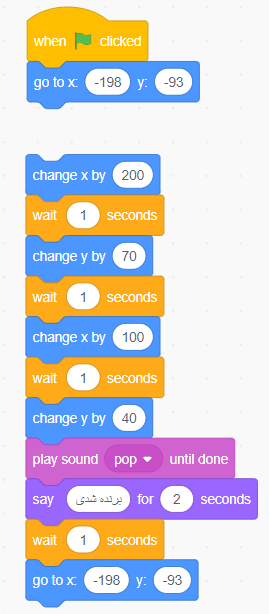 when clicked
go to x: -198 y: -93
change x by 200
wait 1 seconds
change y by 70
wait 1 seconds
change x by 100
wait 1 seconds
change y by 40
play sound pop until done
say برنده شدی for 2 seconds
wait 1 seconds
go to x: -198 y: -93